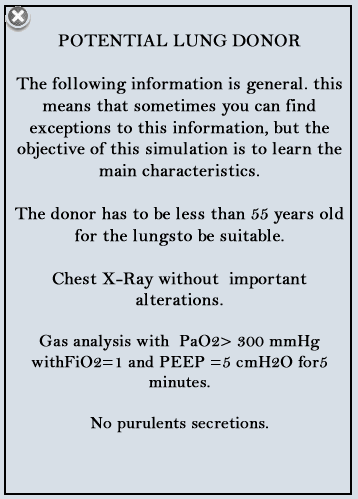 POTENTIAL LUNG DONOR
The following information is general. this
means that sometimes you can find
exceptions to this information, but the
objective of this simulation is to learn the
main characteristics.
The donor has to be less than 55 years old
for the lungsto be suitable.
Chest X-Ray without  important
alterations.
Gas analysis with  PaO2> 300 mmHg
withFiO2=1 and PEEP =5 cmH2O for5
minutes.
No purulents secretions.